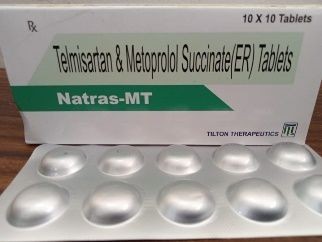 Rx
10 X 10 Tablets
Telmisartan & Metoprolol Succinate(ER) Tablets
Natras-MT
TILTON THERAPEUTICS